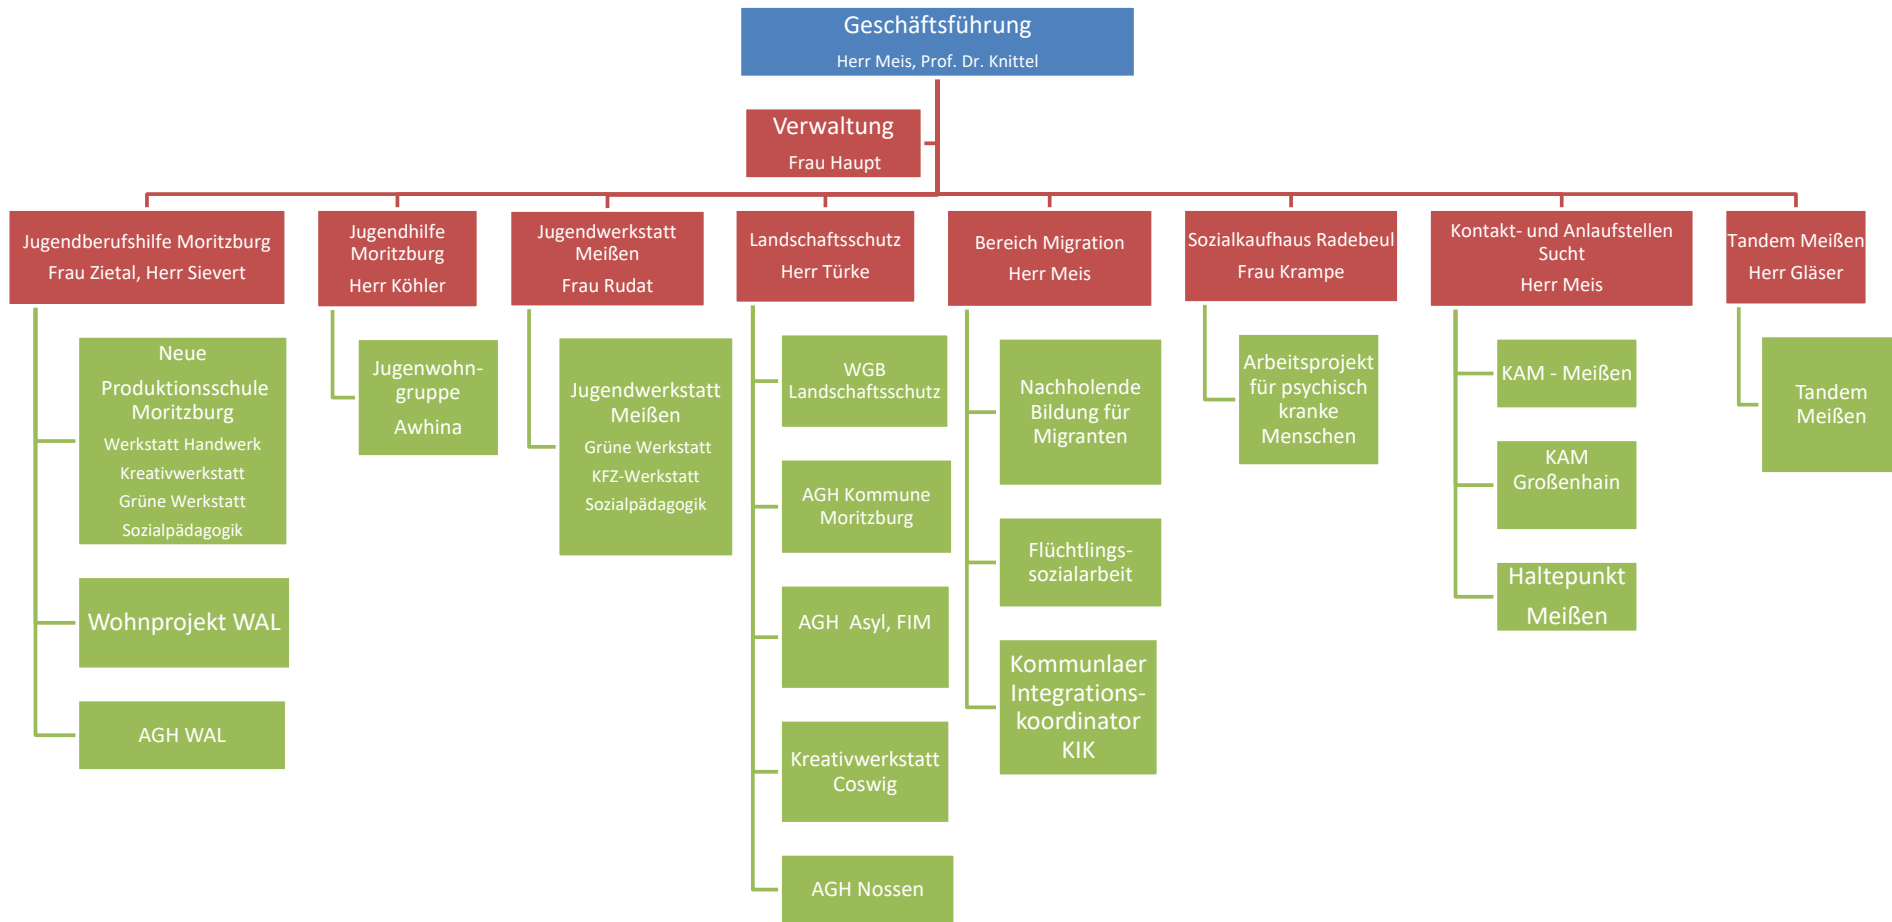 Geschäftsführung
Herr Meis, Prof. Dr. Knittel
Verwaltung
Frau Haupt
Jugendberufshilfe Moritzburg
Frau Zietal, Herr Sievert
Jugendhilfe
Moritzburg
Herr Köhler
Jugendwerkstatt
Meißen
Frau Rudat
Landschaftsschutz
Herr Türke
Bereich Migration
Herr Meis
Sozialkaufhaus Radebeul
Frau Krampe
Kontakt- und Anlaufstellen
Sucht
Herr Meis
Tandem Meißen
Herr Gläser
Neue
Produktionsschule
Moritzburg
Werkstatt Handwerk
Kreativwerkstatt
Grüne Werkstatt
Sozialpädagogik
Wohnprojekt WAL
AGH WAL
Jugenwohn-
gruppe
Awhina
Jugendwerkstatt
Meißen
Grüne Werkstatt
KFZ-Werkstatt
Sozialpädagogik
WGB
Landschaftsschutz
AGH Kommune
Moritzburg
AGH  Asyl, FIM
Kreativwerkstatt
Coswig
AGH Nossen
Nachholende
Bildung für
Migranten
Flüchtlings-
sozialarbeit
Kommunlaer
Integrations-
koordinator
KIK
Arbeitsprojekt
für psychisch
kranke
Menschen
KAM - Meißen
KAM
Großenhain
Haltepunkt
Meißen
Tandem
Meißen